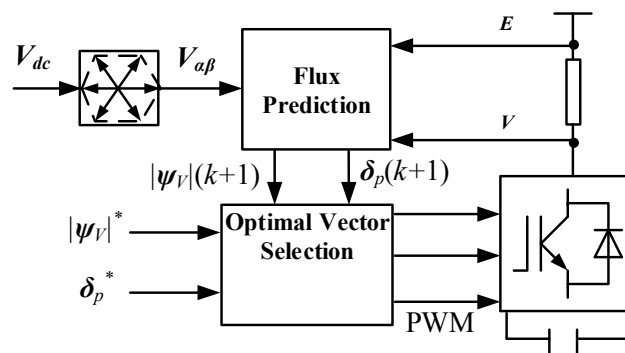 V_dc
V_αβ
Flux
Prediction
E
V
|ψ_V|(k+1)
δ_p(k+1)
|ψ_V|*
δ_p*
Optimal Vector
Selection
PWM